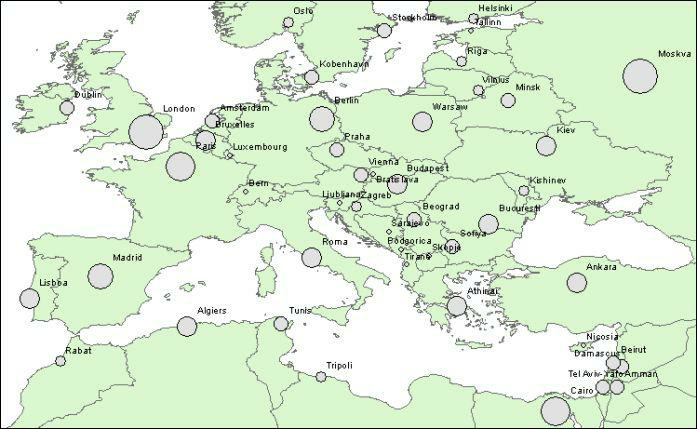 Oslo
Helsinki
Stockholm
Tallinn
Riga
Moskva
Kobenhavn
Vilnius
Minsk
Dublin
London
Amsterdam
Berlin
Bruxelles
Warsaw
Kiev
Praha
Paris
Luxembourg
Vienna
Budapest
Bratislava
Bern
Kishinev
Ljubljana
Zagreb
Beograd
Bucuresti
Sarajevo
Sofiya
Roma
Podgorica
Skopje
Tirane
Madrid
Lisboa
Ankara
Athinai
Algiers
Tunis
Nicosia
Rabat
Beirut
Damascus
Tripoli
Tel Aviv-Yafo
Amman
Cairo